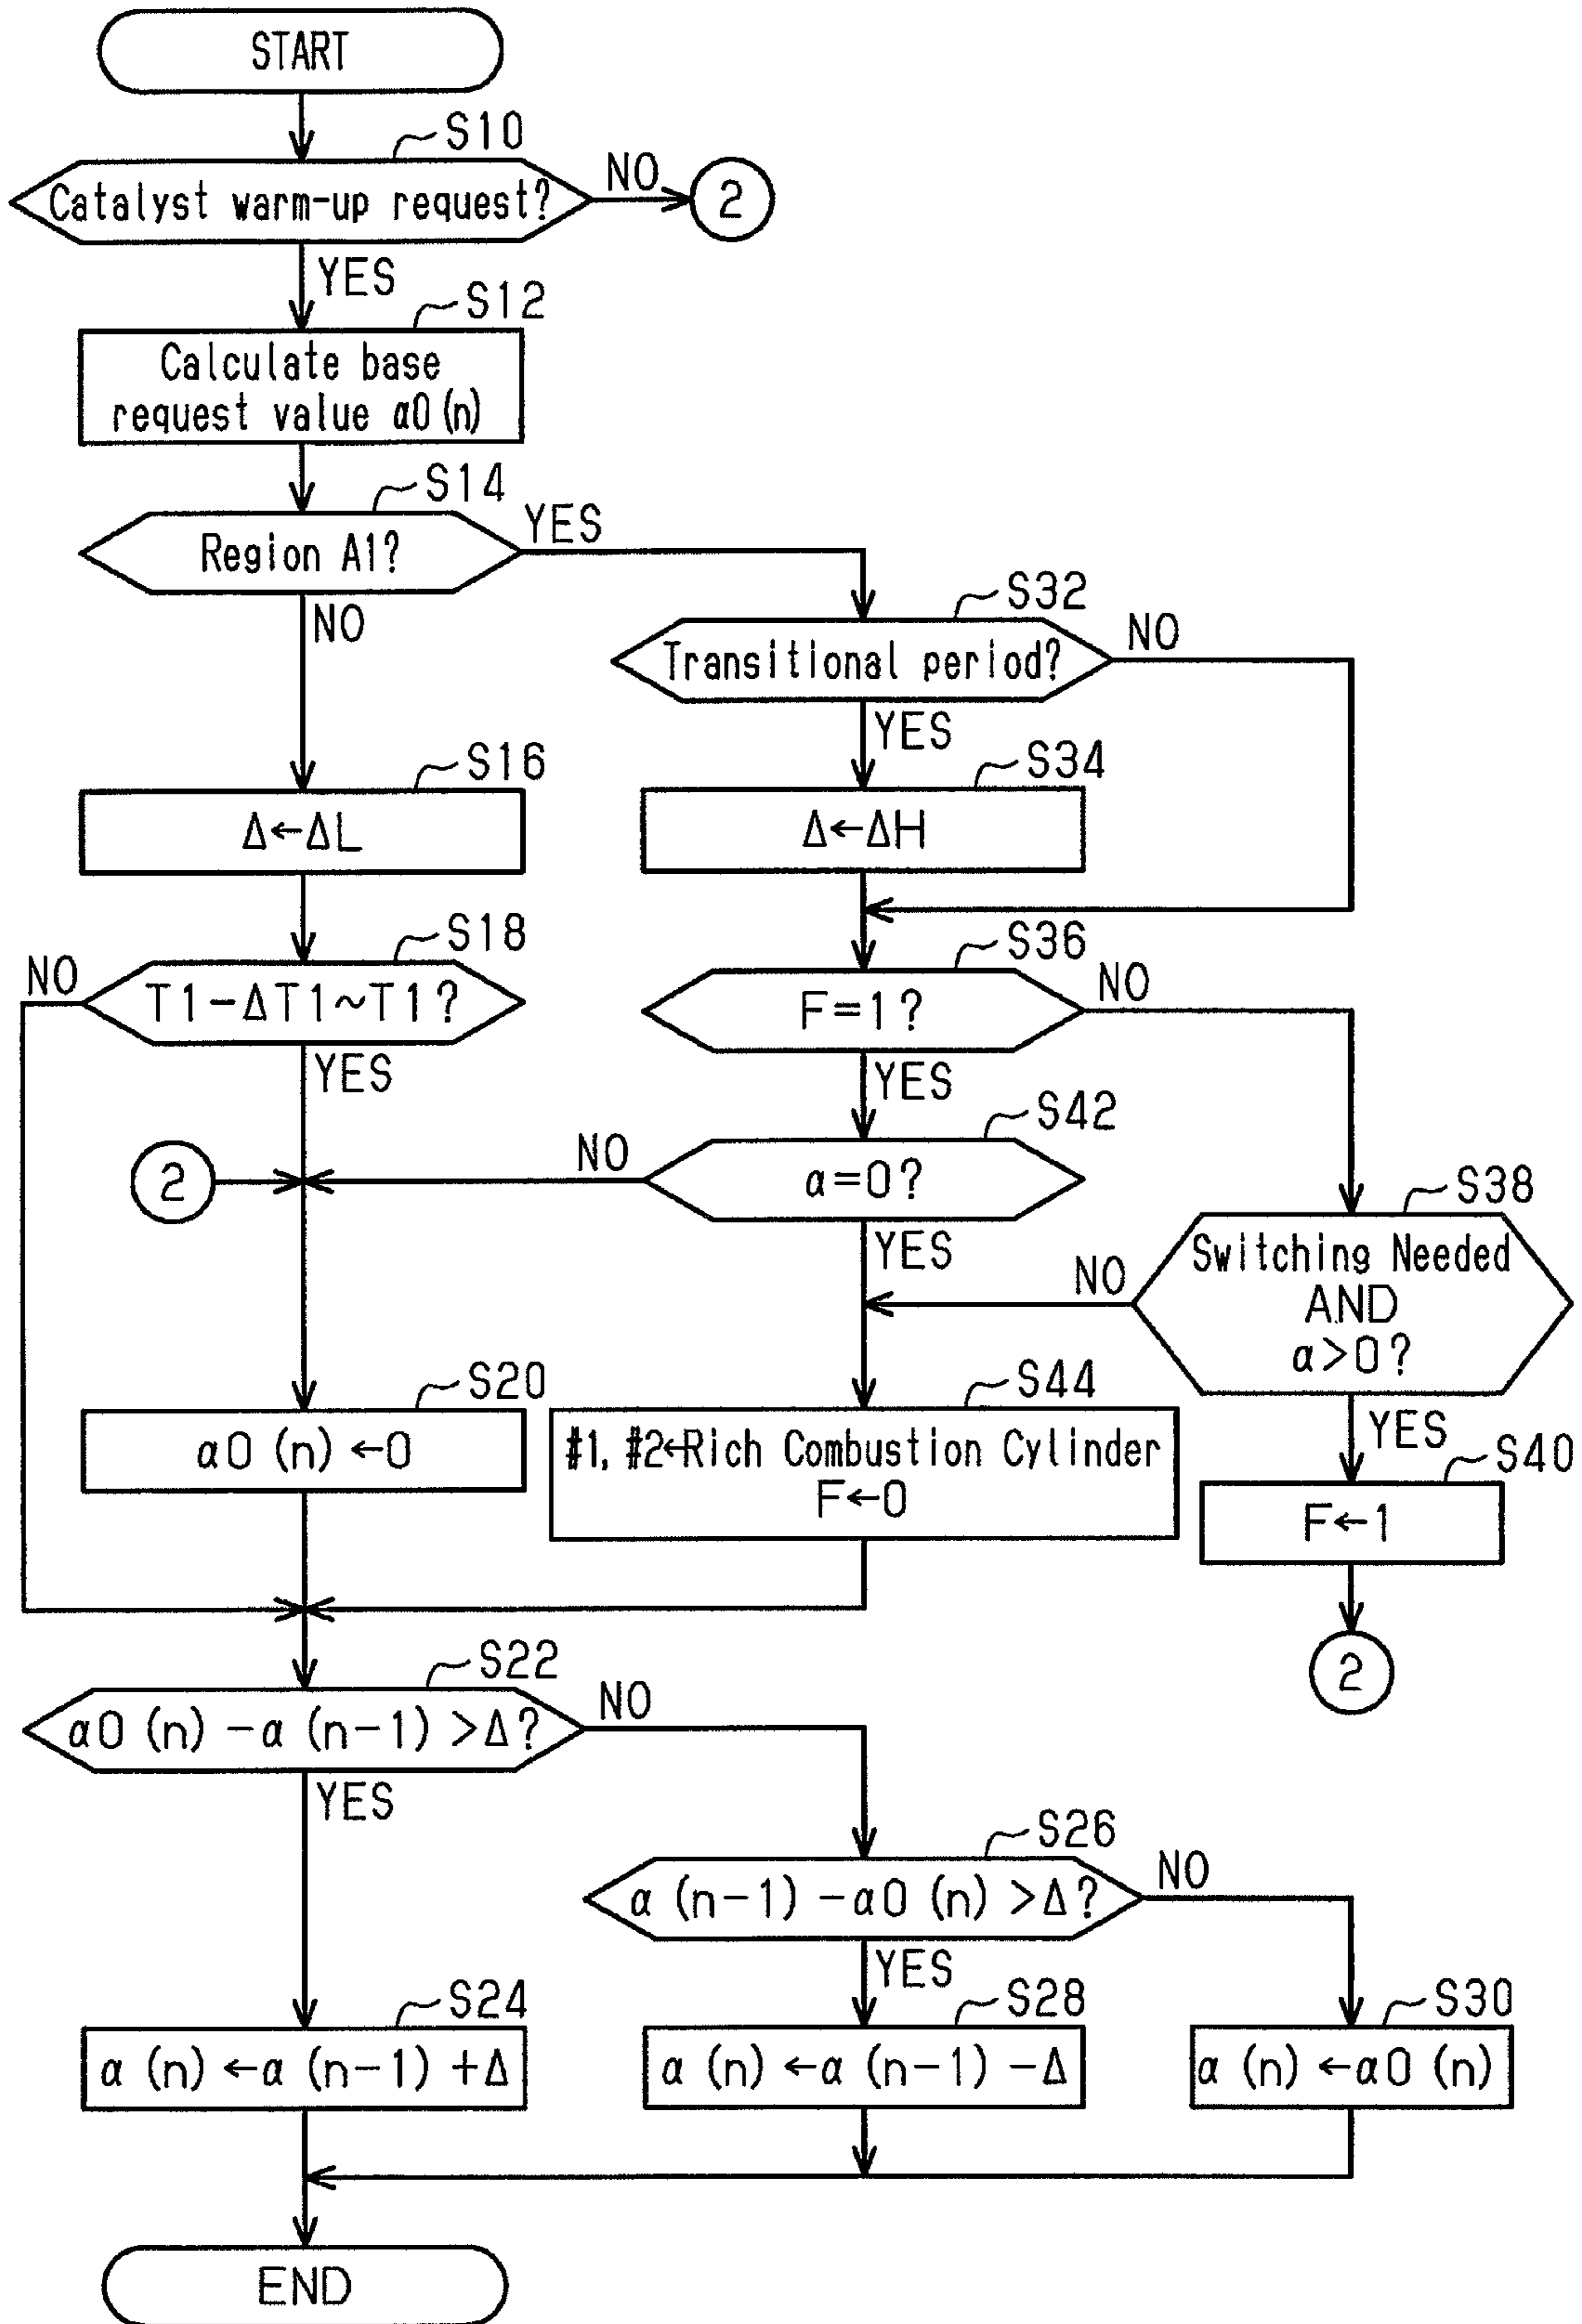 START
S10
Catalyst warm-up request?
NO
2
YES
S12
Calculate base
request value α0(n)
S14
Region A1?
YES
NO
S32
Transitional period?
NO
YES
S16
Δ←ΔL
S34
Δ←ΔH
S18
NO
T1-ΔT1~T1?
YES
S36
F=1?
NO
YES
S42
α=0?
NO
YES
2
S38
Switching Needed
AND
α>0?
NO
YES
S20
α0 (n) ←0
S44
#1, #2←Rich Combustion Cylinder
F←0
S40
F←1
2
S22
α0 (n) -α (n-1) >Δ?
NO
YES
S26
α (n-1) -α0 (n) >Δ?
NO
YES
S24
α (n) ←α (n-1) +Δ
S28
α (n) ←α (n-1) -Δ
S30
α (n) ←α0 (n)
END